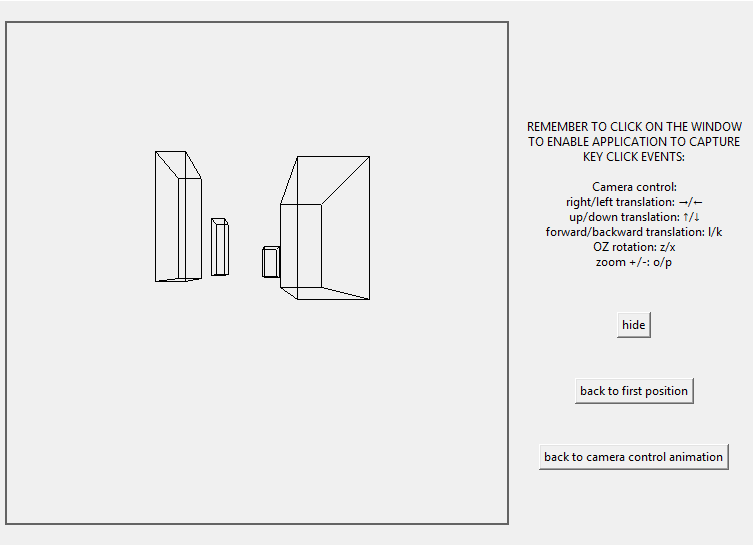 REMEMBER TO CLICK ON THE WINDOW
TO ENABLE APPLICATION TO CAPTURE
KEY CLICK EVENTS:
Camera control:
right/left translation: →/←
up/down translation: ↑/↓
forward/backward translation: l/k
OZ rotation: z/x
zoom +/-: o/p
hide
back to first position
back to camera control animation